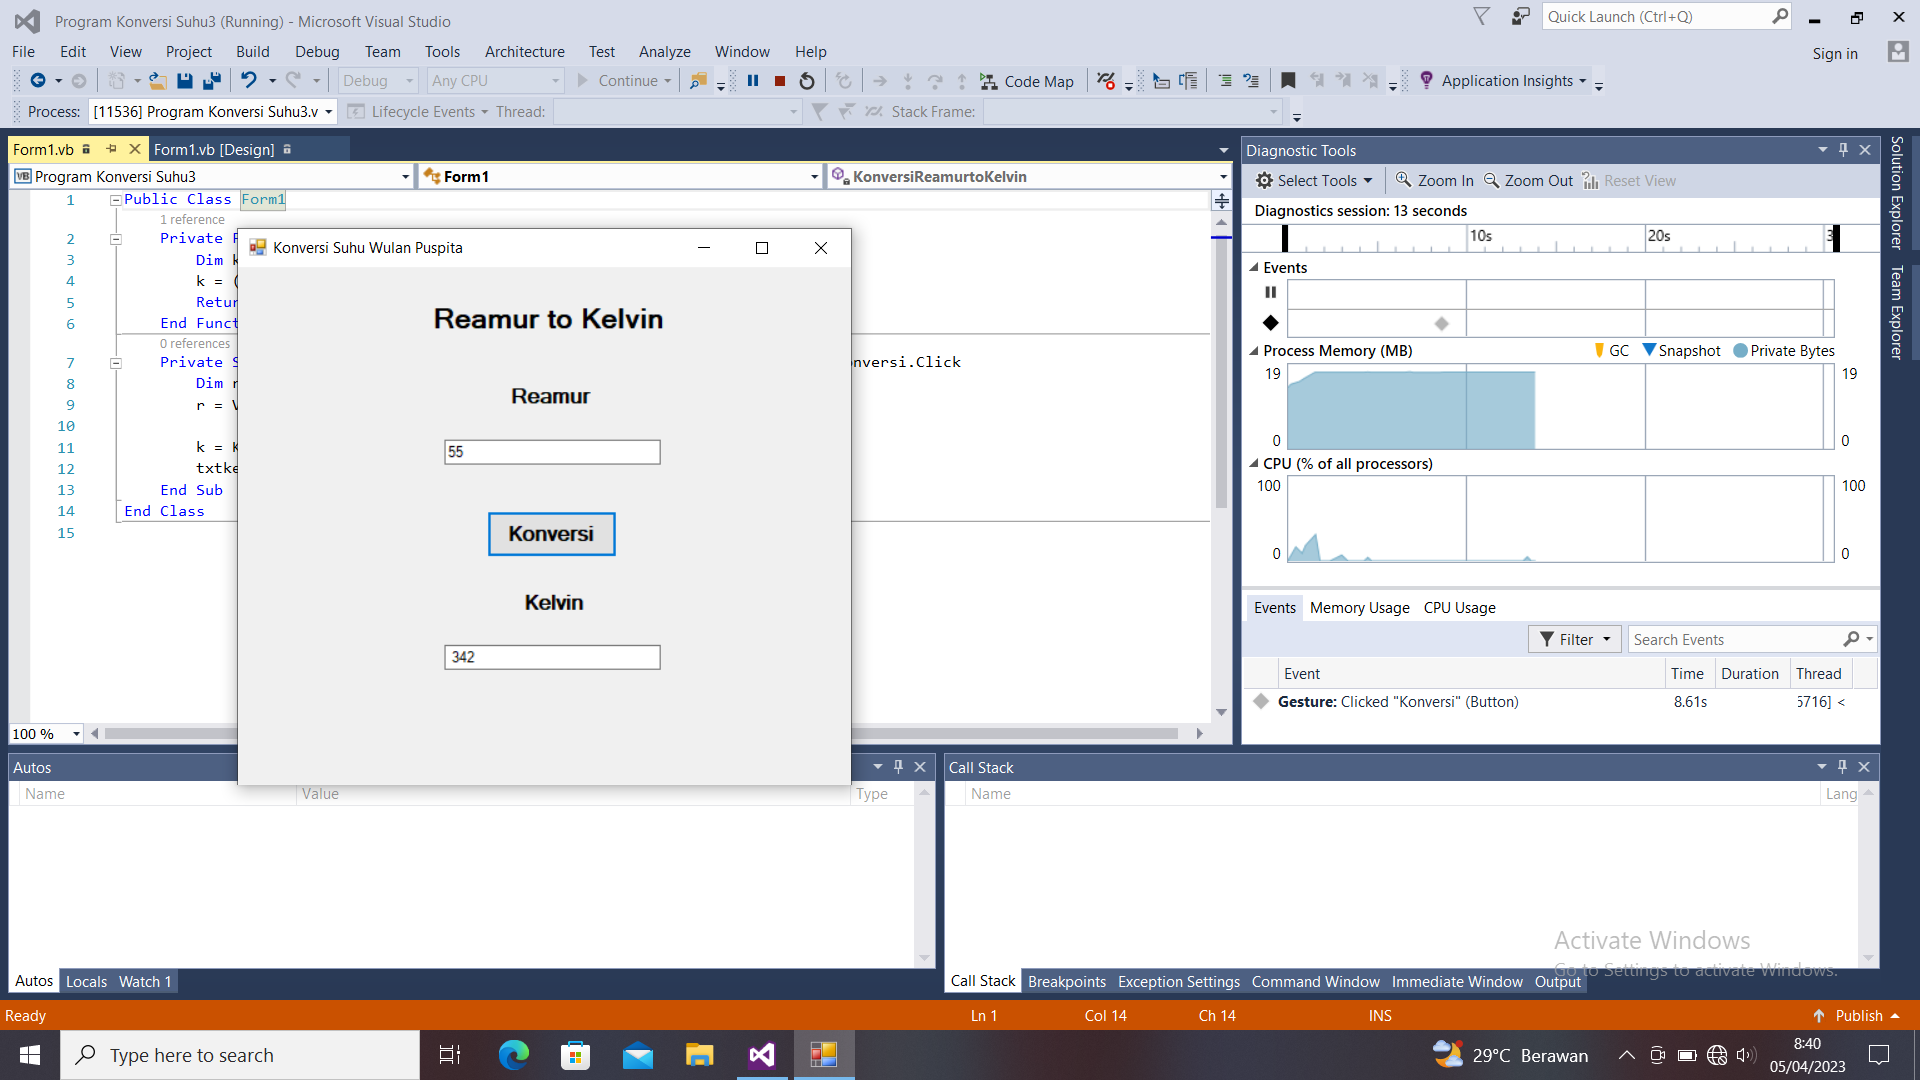 Program Konversi Suhu3 (Running) - Microsoft Visual Studio
Quick Launch (Ctrl+Q)
File Edit View Project Build Debug Team Tools Architecture Test Analyze Window Help
Sign in
Debug Any CPU Continue Code Map Application Insights
Process: [11536] Program Konversi Suhu3.v Lifecycle Events Thread: Stack Frame:
Form1.vb Form1.vb [Design]
Program Konversi Suhu3 Form1 KonversiReamurtoKelvin
1 Public Class Form1
1 reference
2 Private
3 Dim
4 k = (
5
6 End
0 references
7 Private onversi.Click
8 Dim
9 r =
10
11 k =
12
13 End Sub
14 End Class
15
100 %
Konversi Suhu Wulan Puspita
Reamur to Kelvin
Reamur
55
Konversi
Kelvin
342
Diagnostic Tools
Select Tools Zoom In Zoom Out Reset View
Diagnostics session: 13 seconds
10s 20s 3
Events
Process Memory (MB) GC Snapshot Private Bytes
19 19
0 0
CPU (% of all processors)
100 100
0 0
Events Memory Usage CPU Usage
Filter Search Events
Event Time Duration Thread
Gesture: Clicked "Konversi" (Button) 8.61s 5716] <
Solution Explorer
Team Explorer
Autos
Name Value Type
Autos Locals Watch 1
Call Stack
Name Lang
Activate Windows
Go to Settings to activate Windows.
Call Stack Breakpoints Exception Settings Command Window Immediate Window Output
Ready Ln 1 Col 14 Ch 14 INS Publish
Type here to search
29°C Berawan
8:40
05/04/2023